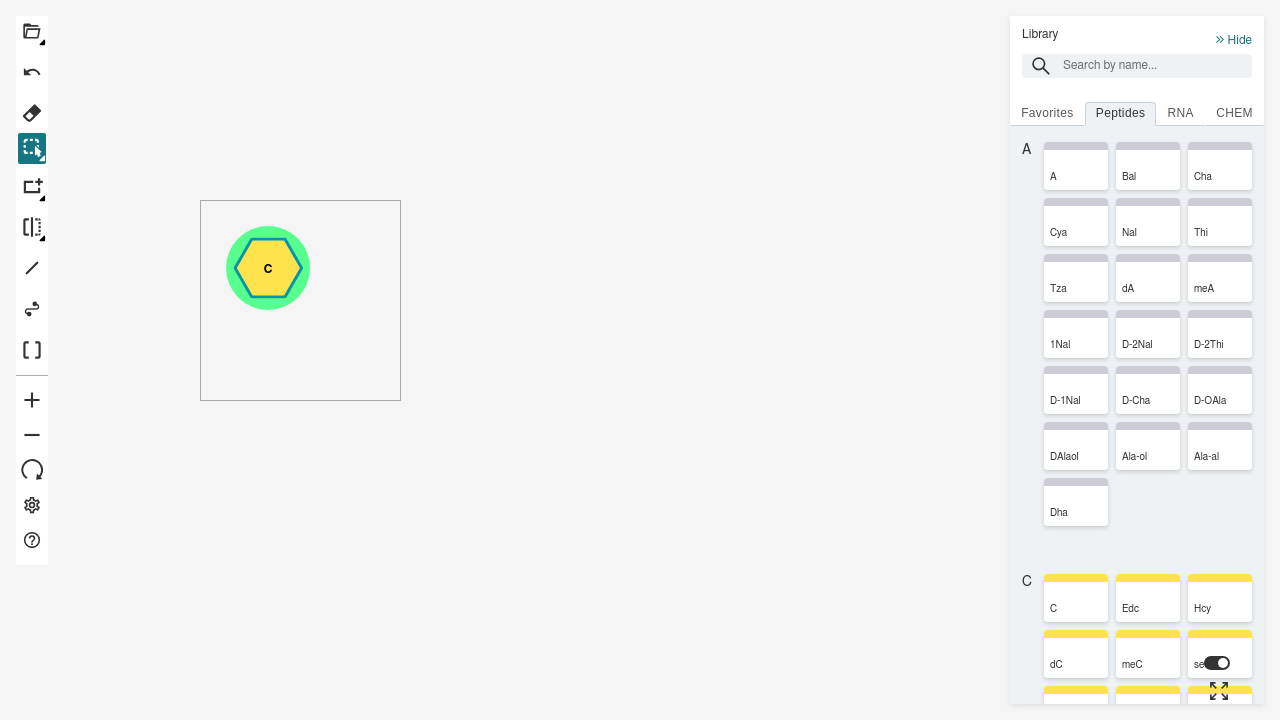 Library
Hide
Search by name...
Favorites Peptides RNA CHEM
A
A Bal Cha
Cya Nal Thi
Tza dA meA
1Nal D-2Nal D-2Thi
D-1Nal D-Cha D-OAla
DAlaol Ala-ol Ala-al
Dha
C
C
C Edc Hcy
dC meC